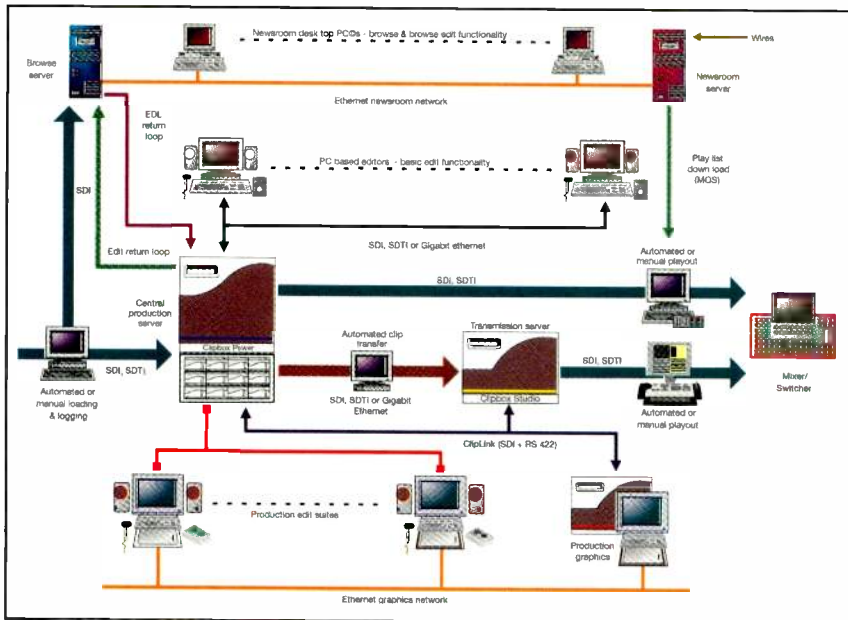 Newsroom desk top PC@s - browse & browse edit functionality
Wires
Browse
server
Newsroom
server
Ethernet newsroom network
EDL
return
loop
PC based editors - basic edit functionality
Play list
down load
(MOS)
SDI
SDI, SDTI or Gigabit ethernet
Edit return loop
Automated or
manual playout
Central
production
server
SDI, SDTI
Automated clip
transfer
Transmission server
Clipbox Power
SDI, SDTI
SDI, SDTI
Mixer/
Switcher
Automated or
manual loading
& logging
SDI, SDTI or Gigabit
Ethernet
Clipbox Studio
Automated or
manual playout
ClipLink (SDI + RS 422)
Production edit suites
Production
graphics
Ethernet graphics network